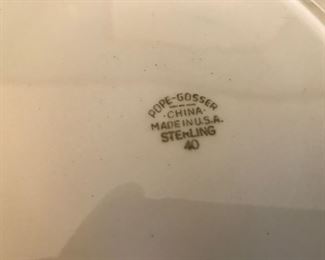 POPE-GOSSER
·CHINA·
MADE IN U.S.A.
STERLING
40